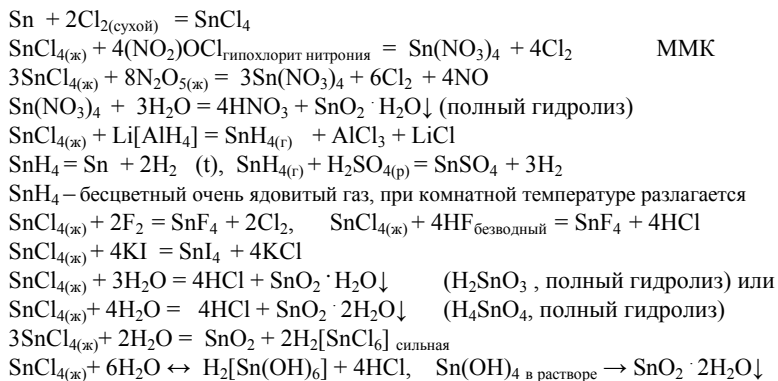 Sn + 2Cl2(сухой) = SnCl4
SnCl4(ж) + 4(NO2)OClгипохлорит нитрония = Sn(NO3)4 + 4Cl2 ММК
3SnCl4(ж) + 8N2O5(ж) = 3Sn(NO3)4 + 6Cl2 + 4NO
Sn(NO3)4 + 3H2O = 4HNO3 + SnO2 · H2O↓ (полный гидролиз)
SnCl4(ж) + Li[AlH4] = SnH4(г) + AlCl3 + LiCl
SnH4 = Sn + 2H2 (t), SnH4(г) + H2SO4(р) = SnSO4 + 3H2
SnH4 – бесцветный очень ядовитый газ, при комнатной температуре разлагается
SnCl4(ж) + 2F2 = SnF4 + 2Cl2, SnCl4(ж) + 4HFбезводный = SnF4 + 4HCl
SnCl4(ж) + 4KI = SnI4 + 4KCl
SnCl4(ж) + 3H2O = 4HCl + SnO2 · H2O↓ (H2SnO3 , полный гидролиз) или
SnCl4(ж)+ 4H2O = 4HCl + SnO2 · 2H2O↓ (H4SnO4, полный гидролиз)
3SnCl4(ж)+ 2H2O = SnO2 + 2H2[SnCl6] сильная
SnCl4(ж)+ 6H2O ↔ H2[Sn(OH)6] + 4HCl, Sn(OH)4 в растворе → SnO2 · 2H2O↓